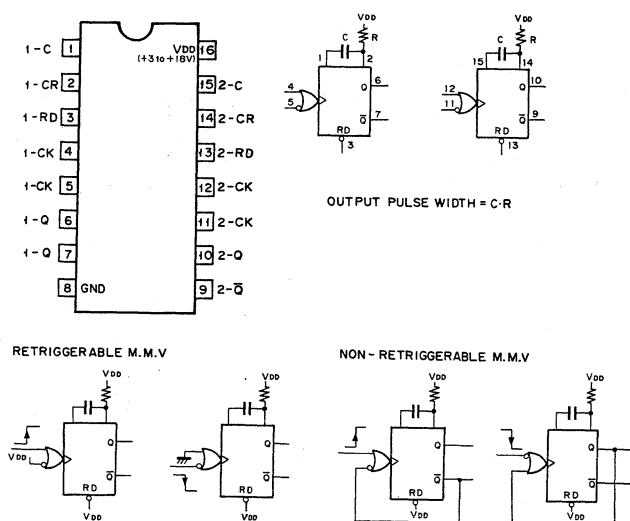 1-C 1 VDD 16
(+3 to +18V)
1-CR 2 15 2-C
1-RD 3 14 2-CR
1-CK 4 13 2-RD
1-CK 5 12 2-CK
1-Q 6 11 2-CK
1-Q 7 10 2-Q
8 GND 9 2-Q̅
VDD
C R
1 2
4 Q 6
5 Q̅ 7
RD
3
VDD
C R
15 14
12 Q 10
11 Q̅ 9
RD
13
OUTPUT PULSE WIDTH = C·R
RETRIGGERABLE M.M.V
VDD
Q
VDD
Q̅
RD
VDD
VDD
Q
Q̅
RD
VDD
NON-RETRIGGERABLE M.M.V
VDD
Q
Q̅
RD
VDD
VDD
Q
Q̅
RD
VDD